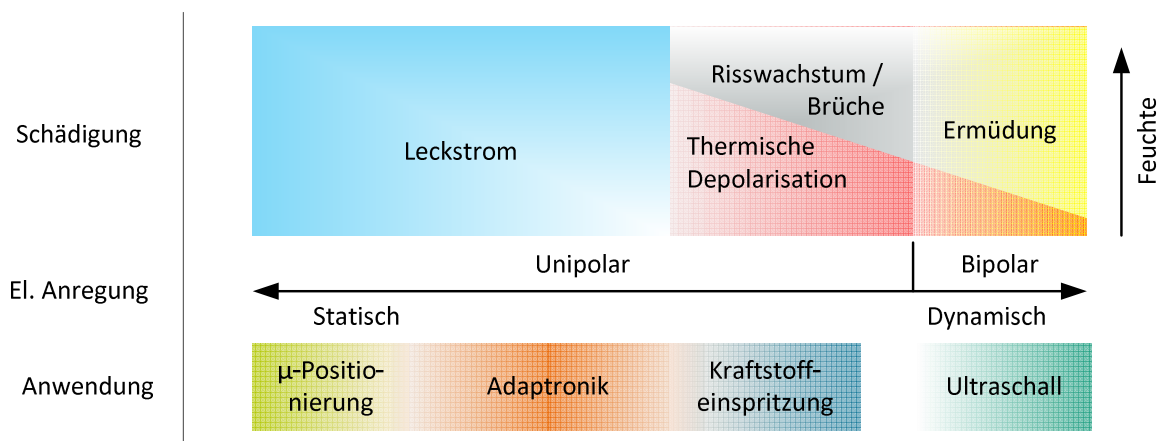 Schädigung
Leckstrom
Risswachstum /
Brüche
Thermische
Depolarisation
Ermüdung
Feuchte
El. Anregung
Unipolar
Bipolar
Statisch
Dynamisch
Anwendung
µ-Positio-
nierung
Adaptronik
Kraftstoff-
einspritzung
Ultraschall